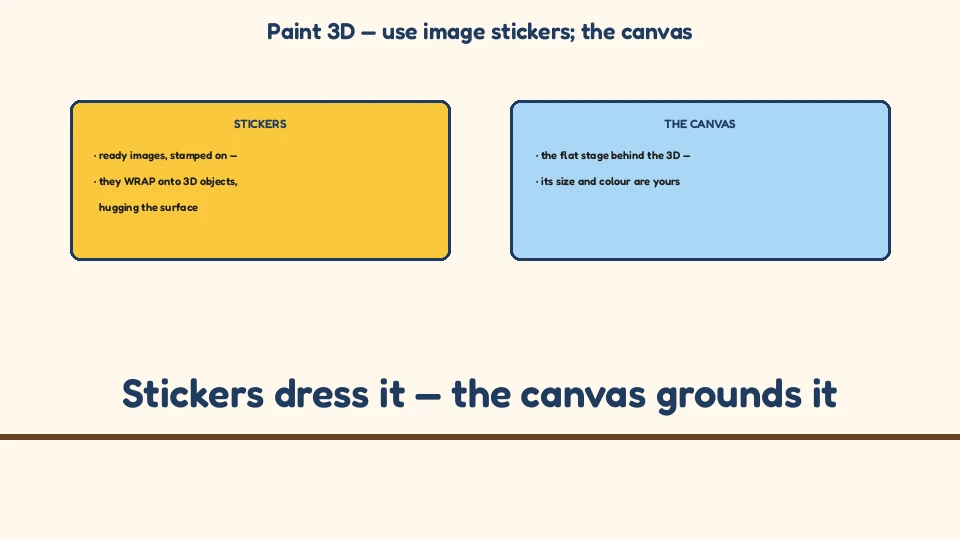 Paint 3D — use image stickers; the canvas
STICKERS
· ready images, stamped on —
· they WRAP onto 3D objects,
hugging the surface
THE CANVAS
· the flat stage behind the 3D —
· its size and colour are yours
Stickers dress it — the canvas grounds it